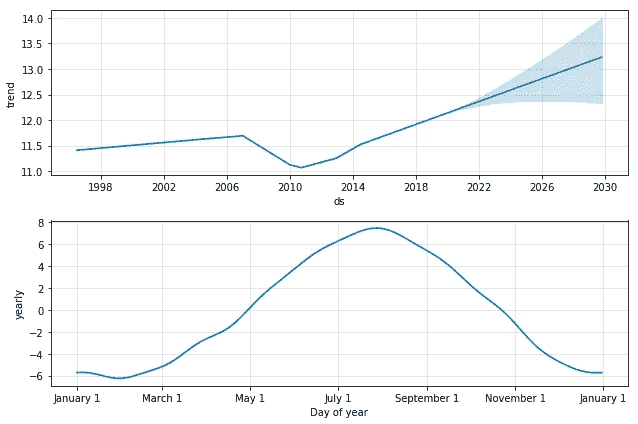 14.0
13.5
13.0
12.5
12.0
11.5
11.0
trend
1998 2002 2006 2010 2014 2018 2022 2026 2030
ds
8
6
4
2
0
−2
−4
−6
yearly
January 1 March 1 May 1 July 1 September 1 November 1 January 1
Day of year